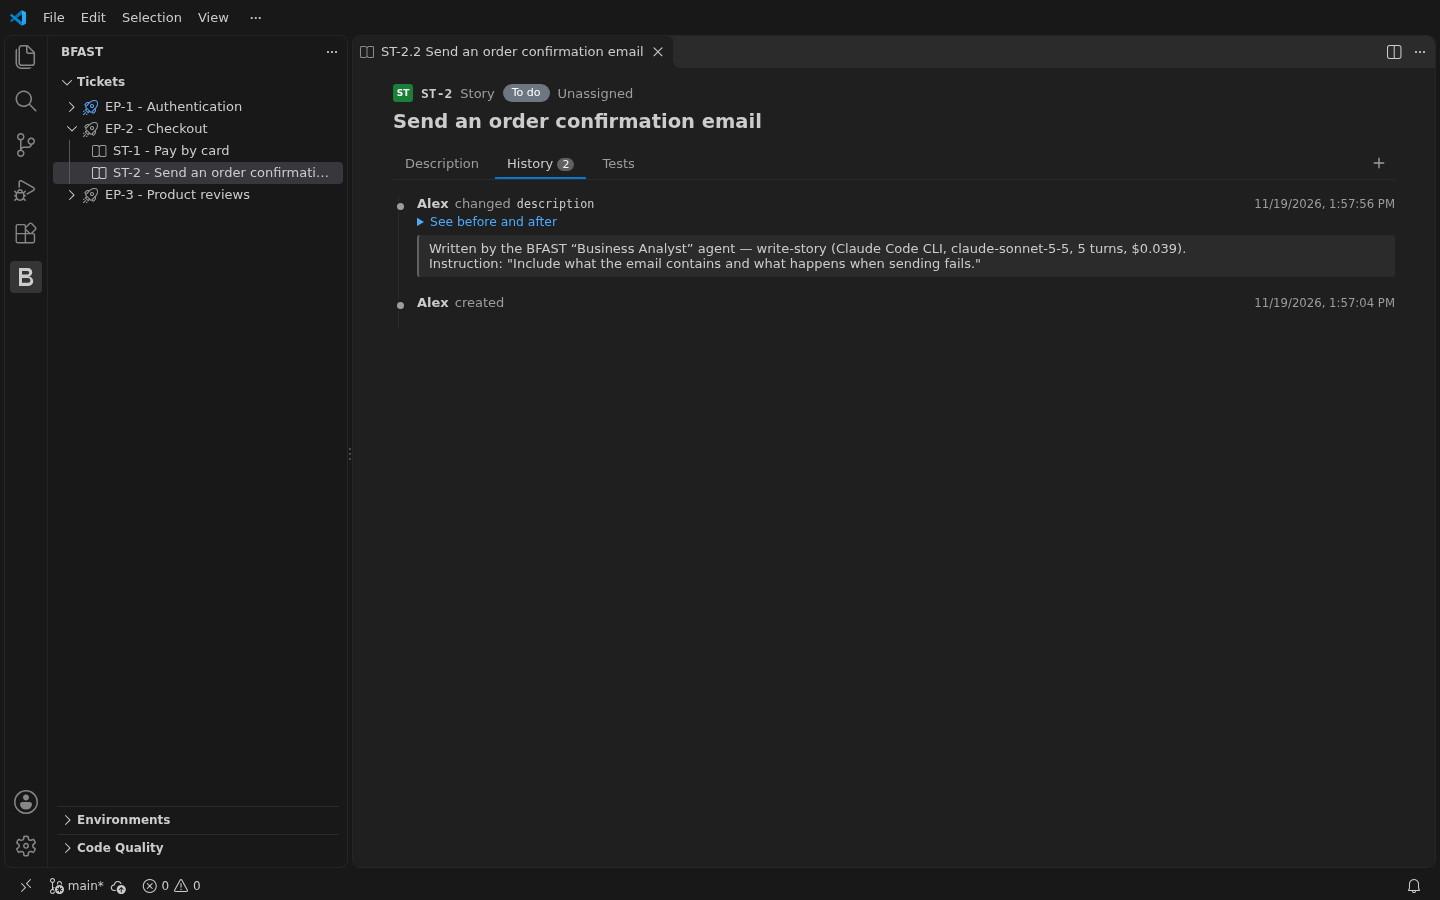 File Edit Selection View ···
BFAST ···
Tickets
EP-1 - Authentication
EP-2 - Checkout
ST-1 - Pay by card
ST-2 - Send an order confirmati...
EP-3 - Product reviews
Environments
Code Quality
ST-2.2 Send an order confirmation email
ST ST-2 Story To do Unassigned
Send an order confirmation email
Description History 2 Tests
Alex changed description 11/19/2026, 1:57:56 PM
See before and after
Written by the BFAST “Business Analyst” agent — write-story (Claude Code CLI, claude-sonnet-5-5, 5 turns, $0.039).
Instruction: "Include what the email contains and what happens when sending fails."
Alex created 11/19/2026, 1:57:04 PM
B
main* 0 0